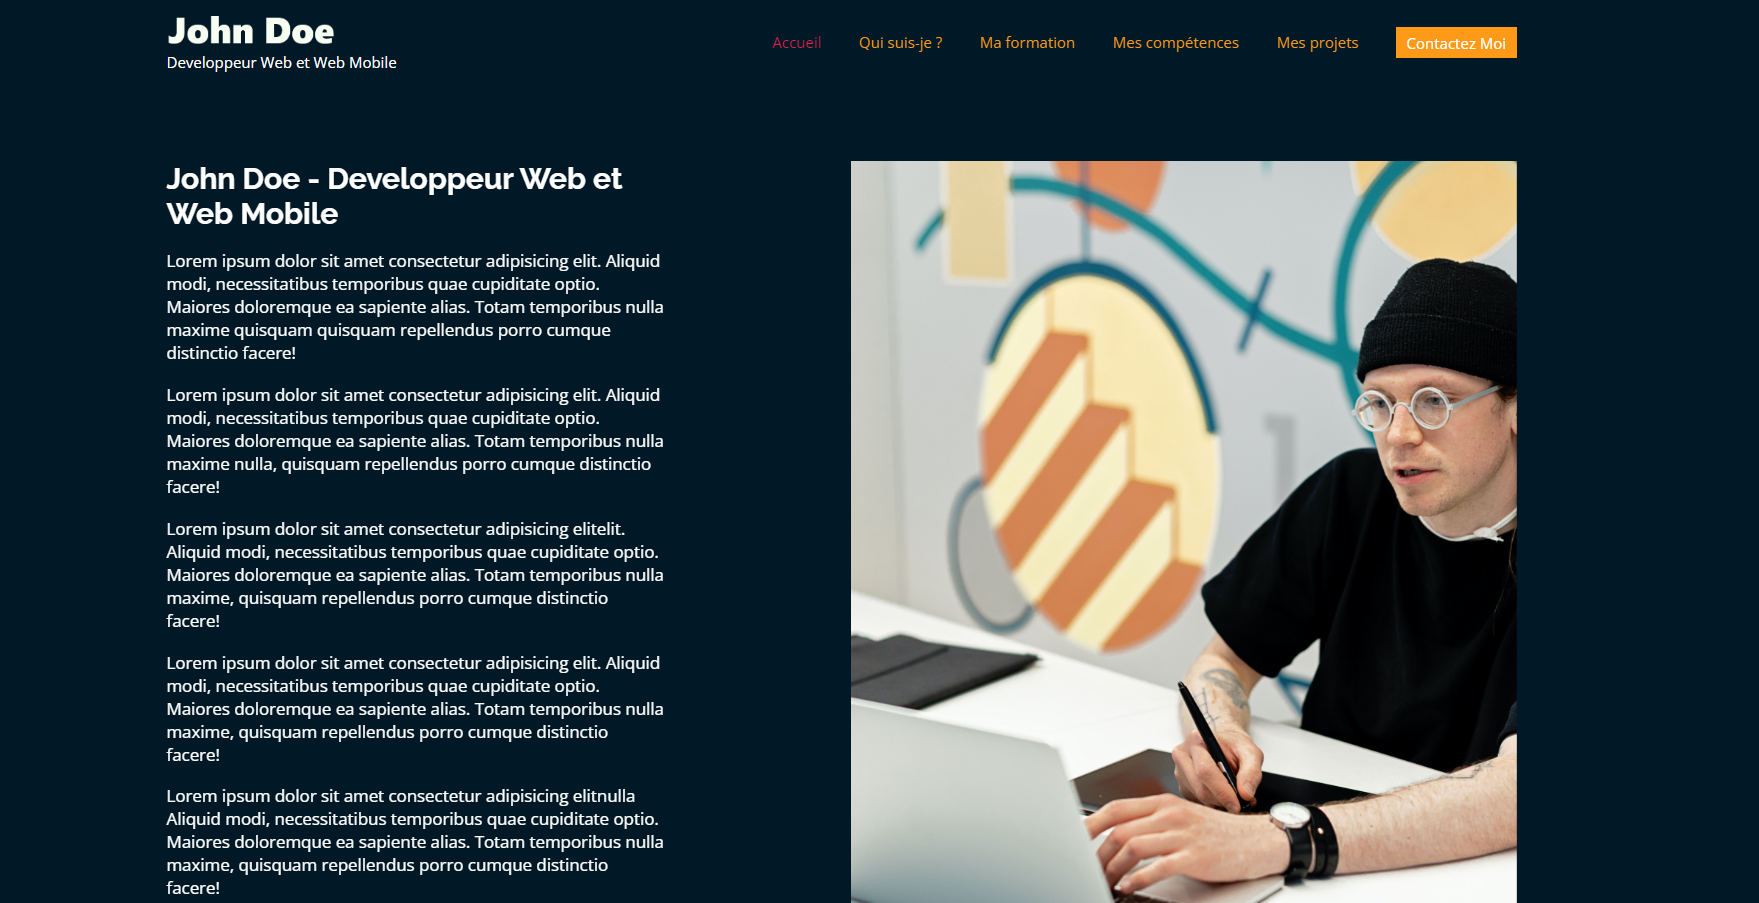 John Doe
Developpeur Web et Web Mobile
Accueil
Qui suis-je ?
Ma formation
Mes compétences
Mes projets
Contactez Moi
John Doe - Developpeur Web et
Web Mobile
Lorem ipsum dolor sit amet consectetur adipisicing elit. Aliquid
modi, necessitatibus temporibus quae cupiditate optio.
Maiores doloremque ea sapiente alias. Totam temporibus nulla
maxime quisquam quisquam repellendus porro cumque
distinctio facere!
Lorem ipsum dolor sit amet consectetur adipisicing elit. Aliquid
modi, necessitatibus temporibus quae cupiditate optio.
Maiores doloremque ea sapiente alias. Totam temporibus nulla
maxime nulla, quisquam repellendus porro cumque distinctio
facere!
Lorem ipsum dolor sit amet consectetur adipisicing elitelit.
Aliquid modi, necessitatibus temporibus quae cupiditate optio.
Maiores doloremque ea sapiente alias. Totam temporibus nulla
maxime, quisquam repellendus porro cumque distinctio
facere!
Lorem ipsum dolor sit amet consectetur adipisicing elit. Aliquid
modi, necessitatibus temporibus quae cupiditate optio.
Maiores doloremque ea sapiente alias. Totam temporibus nulla
maxime, quisquam repellendus porro cumque distinctio
facere!
Lorem ipsum dolor sit amet consectetur adipisicing elitnulla
Aliquid modi, necessitatibus temporibus quae cupiditate optio.
Maiores doloremque ea sapiente alias. Totam temporibus nulla
maxime, quisquam repellendus porro cumque distinctio
facere!